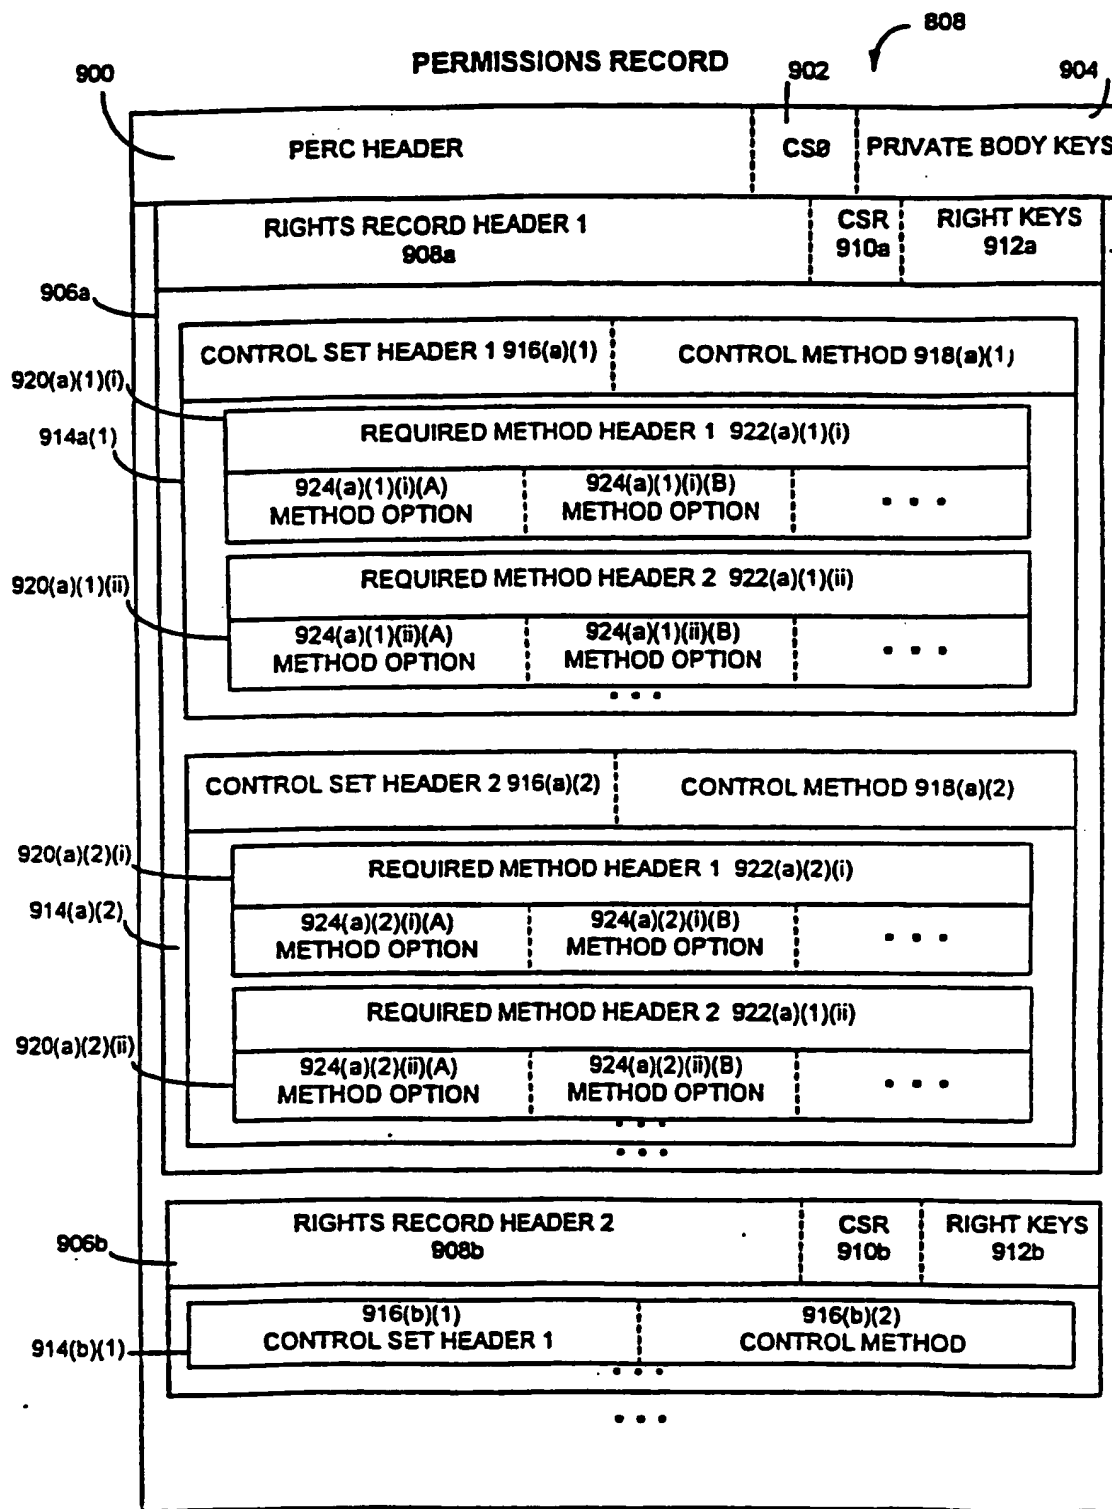 808
PERMISSIONS RECORD
900
902
904
PERC HEADER
CS0
PRIVATE BODY KEYS
RIGHTS RECORD HEADER 1
908a
CSR
910a
RIGHT KEYS
912a
906a
CONTROL SET HEADER 1 916(a)(1)
CONTROL METHOD 918(a)(1)
920(a)(1)(i)
914a(1)
REQUIRED METHOD HEADER 1 922(a)(1)(i)
924(a)(1)(i)(A)
METHOD OPTION
924(a)(1)(i)(B)
METHOD OPTION
• • •
920(a)(1)(ii)
REQUIRED METHOD HEADER 2 922(a)(1)(ii)
924(a)(1)(ii)(A)
METHOD OPTION
924(a)(1)(ii)(B)
METHOD OPTION
• • •
• • •
CONTROL SET HEADER 2 916(a)(2)
CONTROL METHOD 918(a)(2)
920(a)(2)(i)
914(a)(2)
REQUIRED METHOD HEADER 1 922(a)(2)(i)
924(a)(2)(i)(A)
METHOD OPTION
924(a)(2)(i)(B)
METHOD OPTION
• • •
920(a)(2)(ii)
REQUIRED METHOD HEADER 2 922(a)(1)(ii)
924(a)(2)(ii)(A)
METHOD OPTION
924(a)(2)(ii)(B)
METHOD OPTION
• • •
• • •
• • •
906b
RIGHTS RECORD HEADER 2
908b
CSR
910b
RIGHT KEYS
912b
914(b)(1)
916(b)(1)
CONTROL SET HEADER 1
916(b)(2)
CONTROL METHOD
• • •
• • •